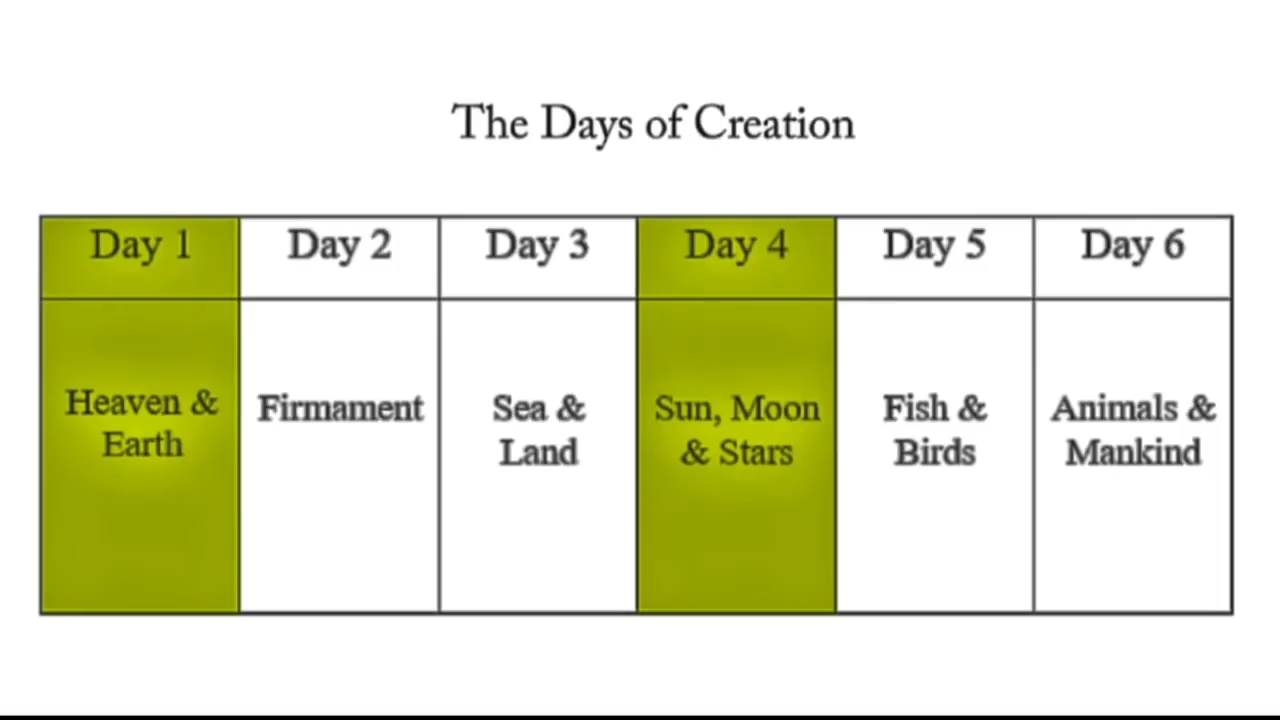 The Days of Creation
Day 1 Day 2 Day 3 Day 4 Day 5 Day 6
Heaven & Firmament Sea & Sun, Moon Fish & Animals &
Earth Land & Stars Birds Mankind